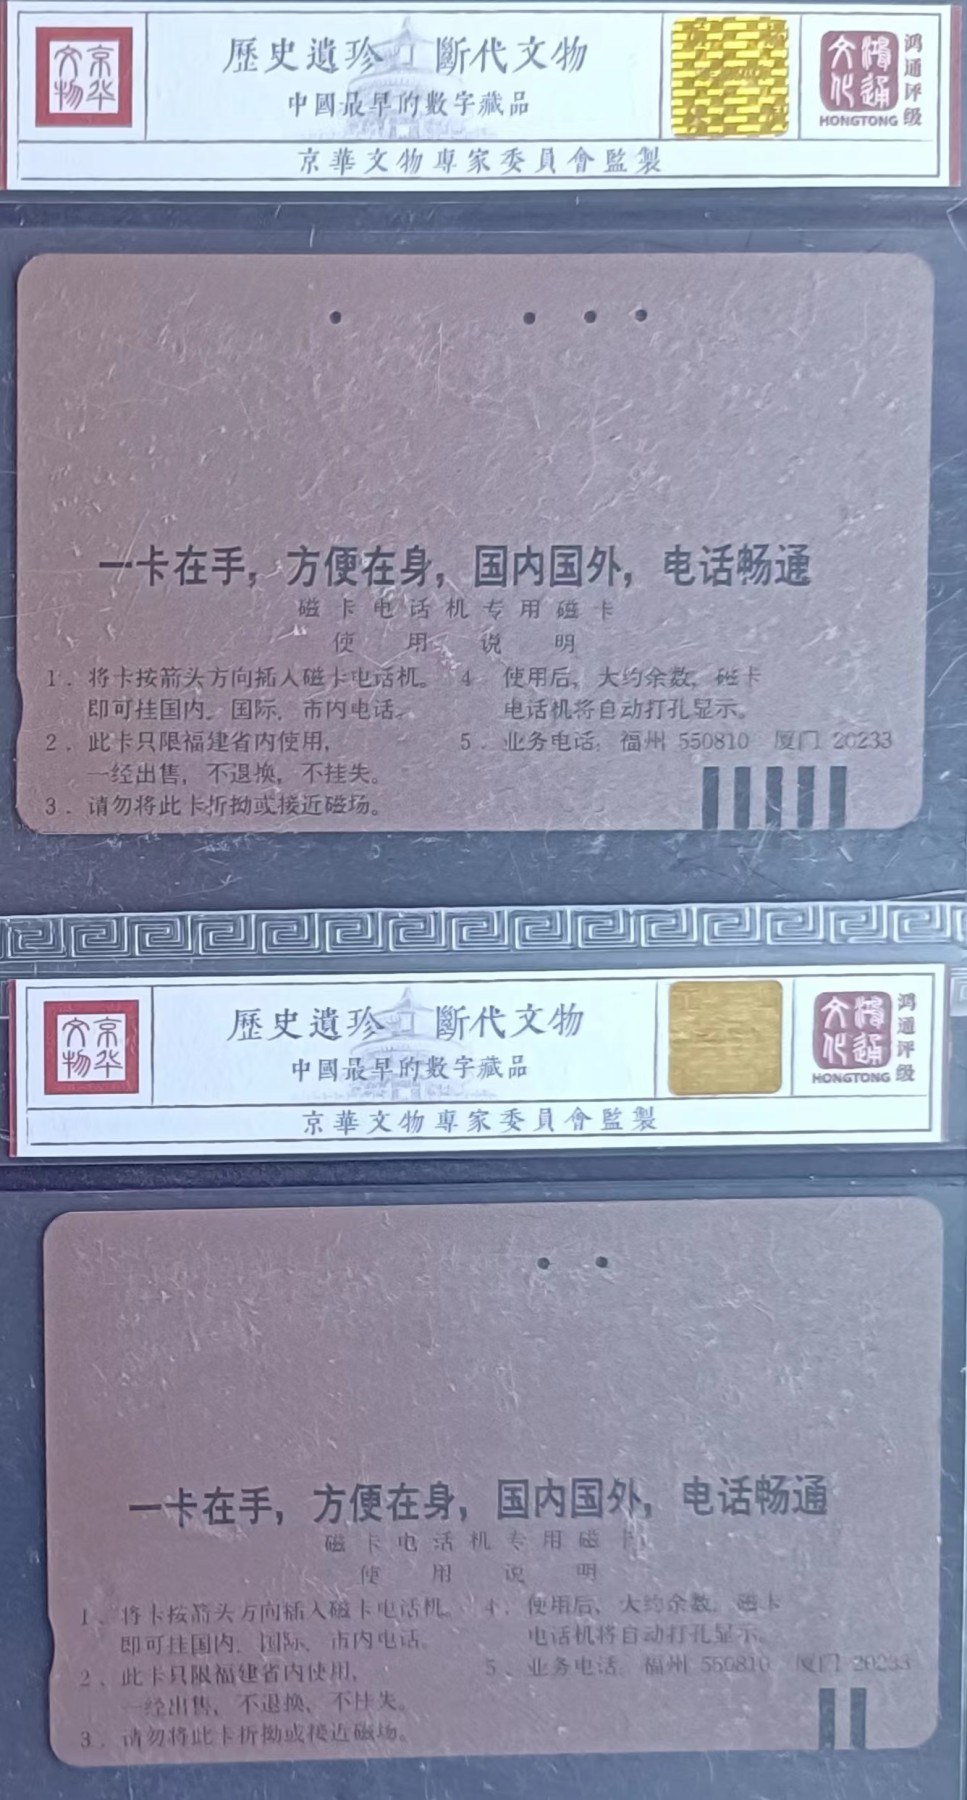 京华文物
歷史遺珍 斷代文物
中國最早的數字藏品
京華文物專家委員會監製
鸿通文化
HONGTONG
鸿通评级
一卡在手，方便在身，国内国外，电话畅通
磁卡电话机专用磁卡
使用说明
1．将卡按箭头方向插入磁卡电话机。
即可挂国内、国际、市内电话。
2．此卡只限福建省内使用，
一经出售，不退换，不挂失。
3．请勿将此卡折拗或接近磁场。
4 使用后，大约余数，磁卡
电话机将自动打孔显示。
5．业务电话：福州 550810 厦门 20233
京华文物
歷史遺珍 斷代文物
中國最早的數字藏品
京華文物專家委員會監製
鸿通文化
HONGTONG
鸿通评级
一卡在手，方便在身，国内国外，电话畅通
磁卡电话机专用磁卡
使用说明
1、将卡按箭头方向插入磁卡电话机。
即可挂国内、国际、市内电话。
2、此卡只限福建省内使用，
一经出售，不退换，不挂失。
3、请勿将此卡折拗或接近磁场。
4、使用后，大约余数，磁卡
电话机将自动打孔显示。
5、业务电话 福州 550810 厦门 20233